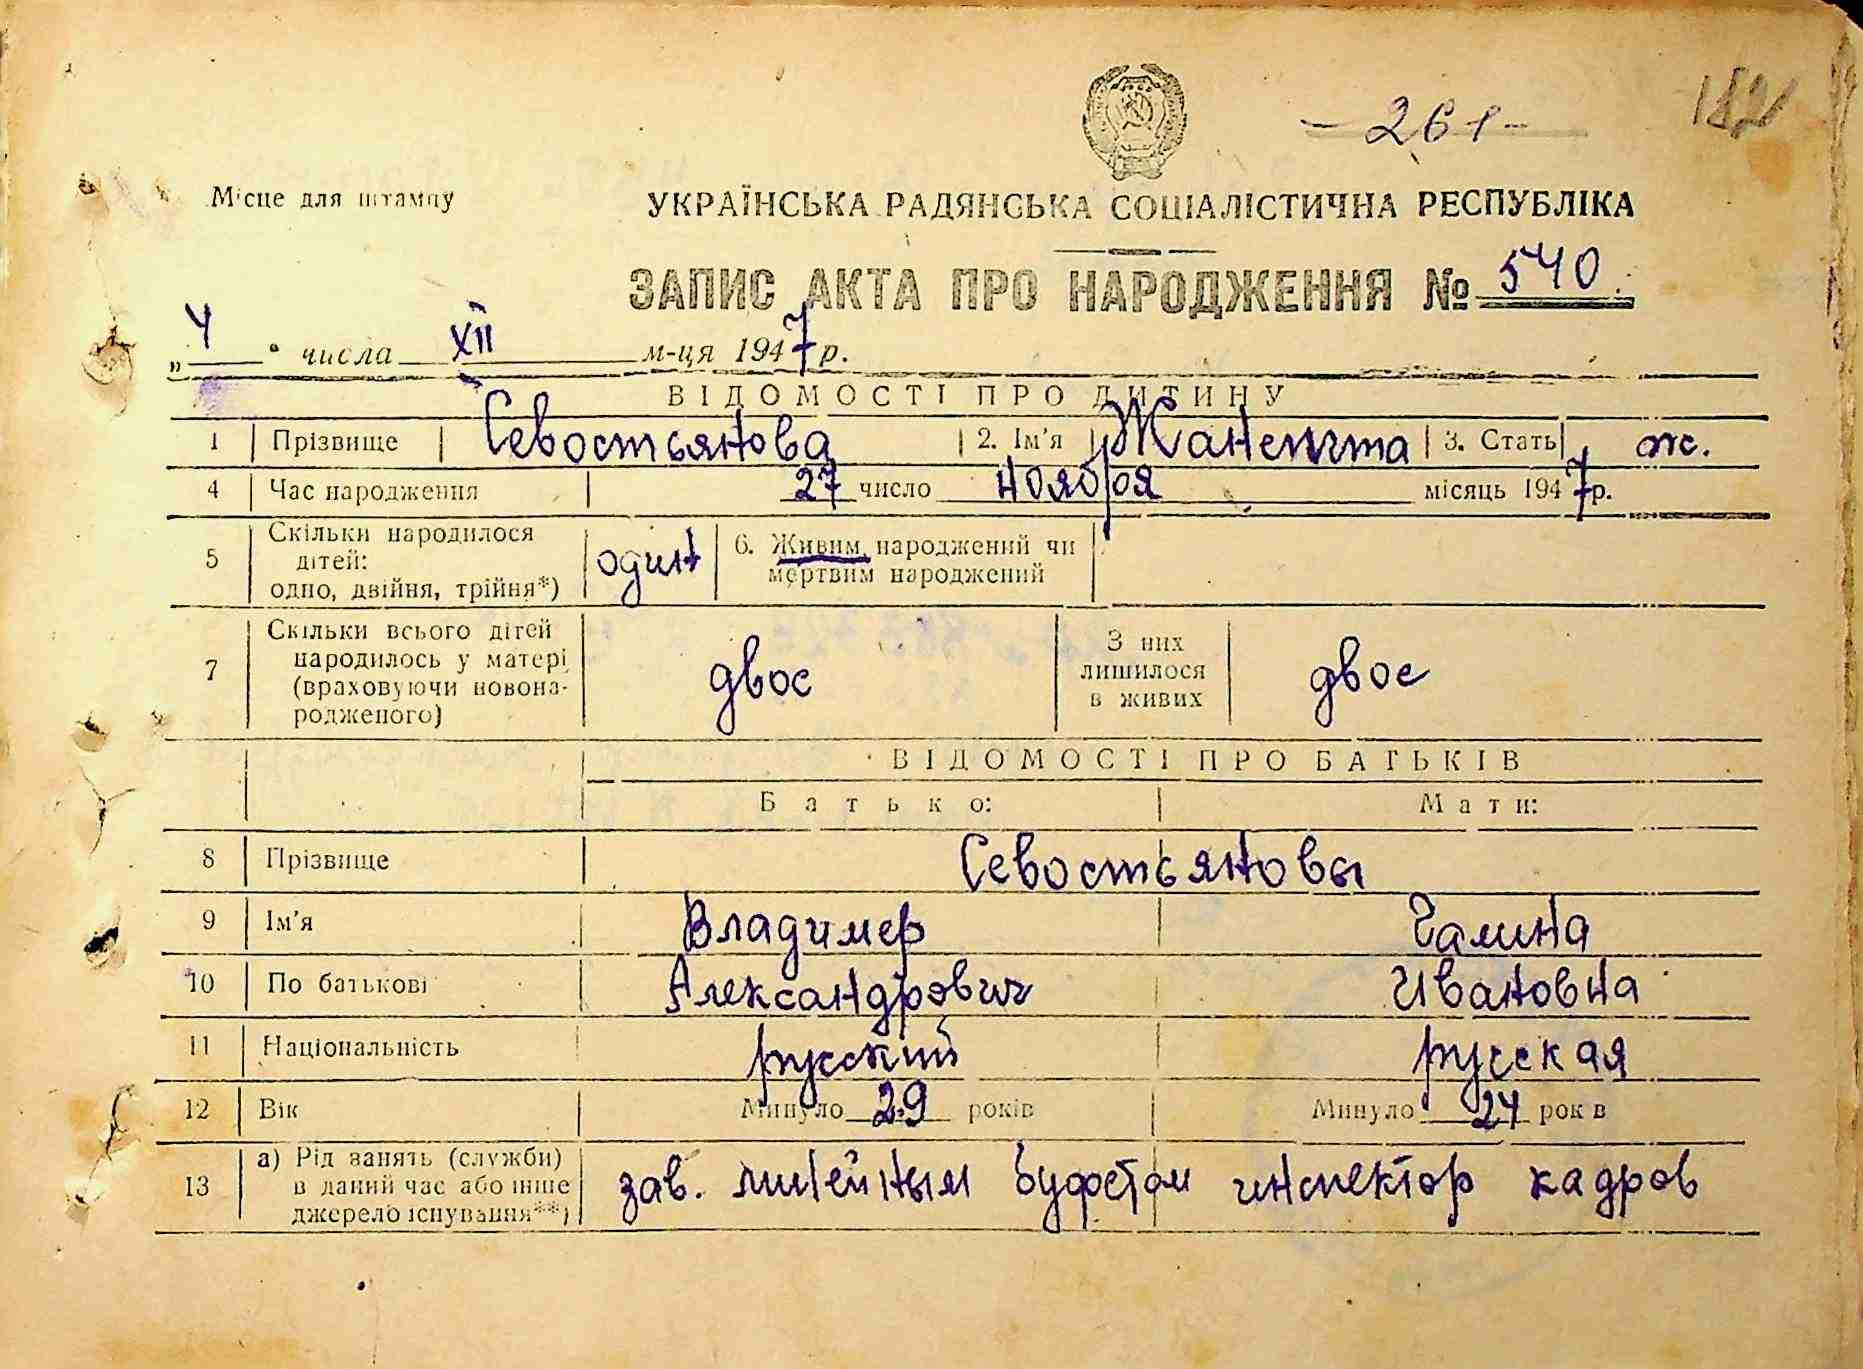 - 261 -
Місце для штампу
УКРАЇНСЬКА РАДЯНСЬКА СОЦІАЛІСТИЧНА РЕСПУБЛІКА
ЗАПИС АКТА ПРО НАРОДЖЕННЯ № 540
„ 4 " числа XII м-ця 1947 р.
ВІДОМОСТІ ПРО ДИТИНУ
1 Прізвище Севостьянова 2. Ім'я Жаненита 3. Стать ж.
4 Час народження 27 число ноября місяць 1947 р.
5 Скільки народилося дітей: одно, двійня, трійня*) один 6. Живим народжений чи мертвим народжений
7 Скільки всього дітей народилось у матері (враховуючи новонародженого) двое З них лишилося в живих двое
ВІДОМОСТІ ПРО БАТЬКІВ
Батько: Мати:
8 Прізвище Севостьяновы
9 Ім'я Владимер Галина
10 По батькові Александрович Ивановна
11 Національність русский русская
12 Вік Минуло 29 років Минуло 24 рок в
13 а) Рід занять (служби) в даний час або інше джерело існування**) зав. линейным буфетом инспектор кадров